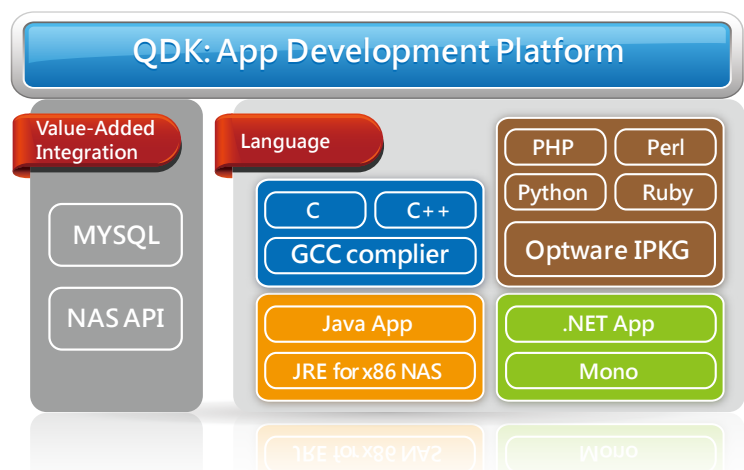 QDK: App Development Platform
Value-Added
Integration
MYSQL
NAS API
Language
C
C++
GCC complier
PHP
Perl
Python
Ruby
Optware IPKG
Java App
JRE for x86 NAS
.NET App
Mono